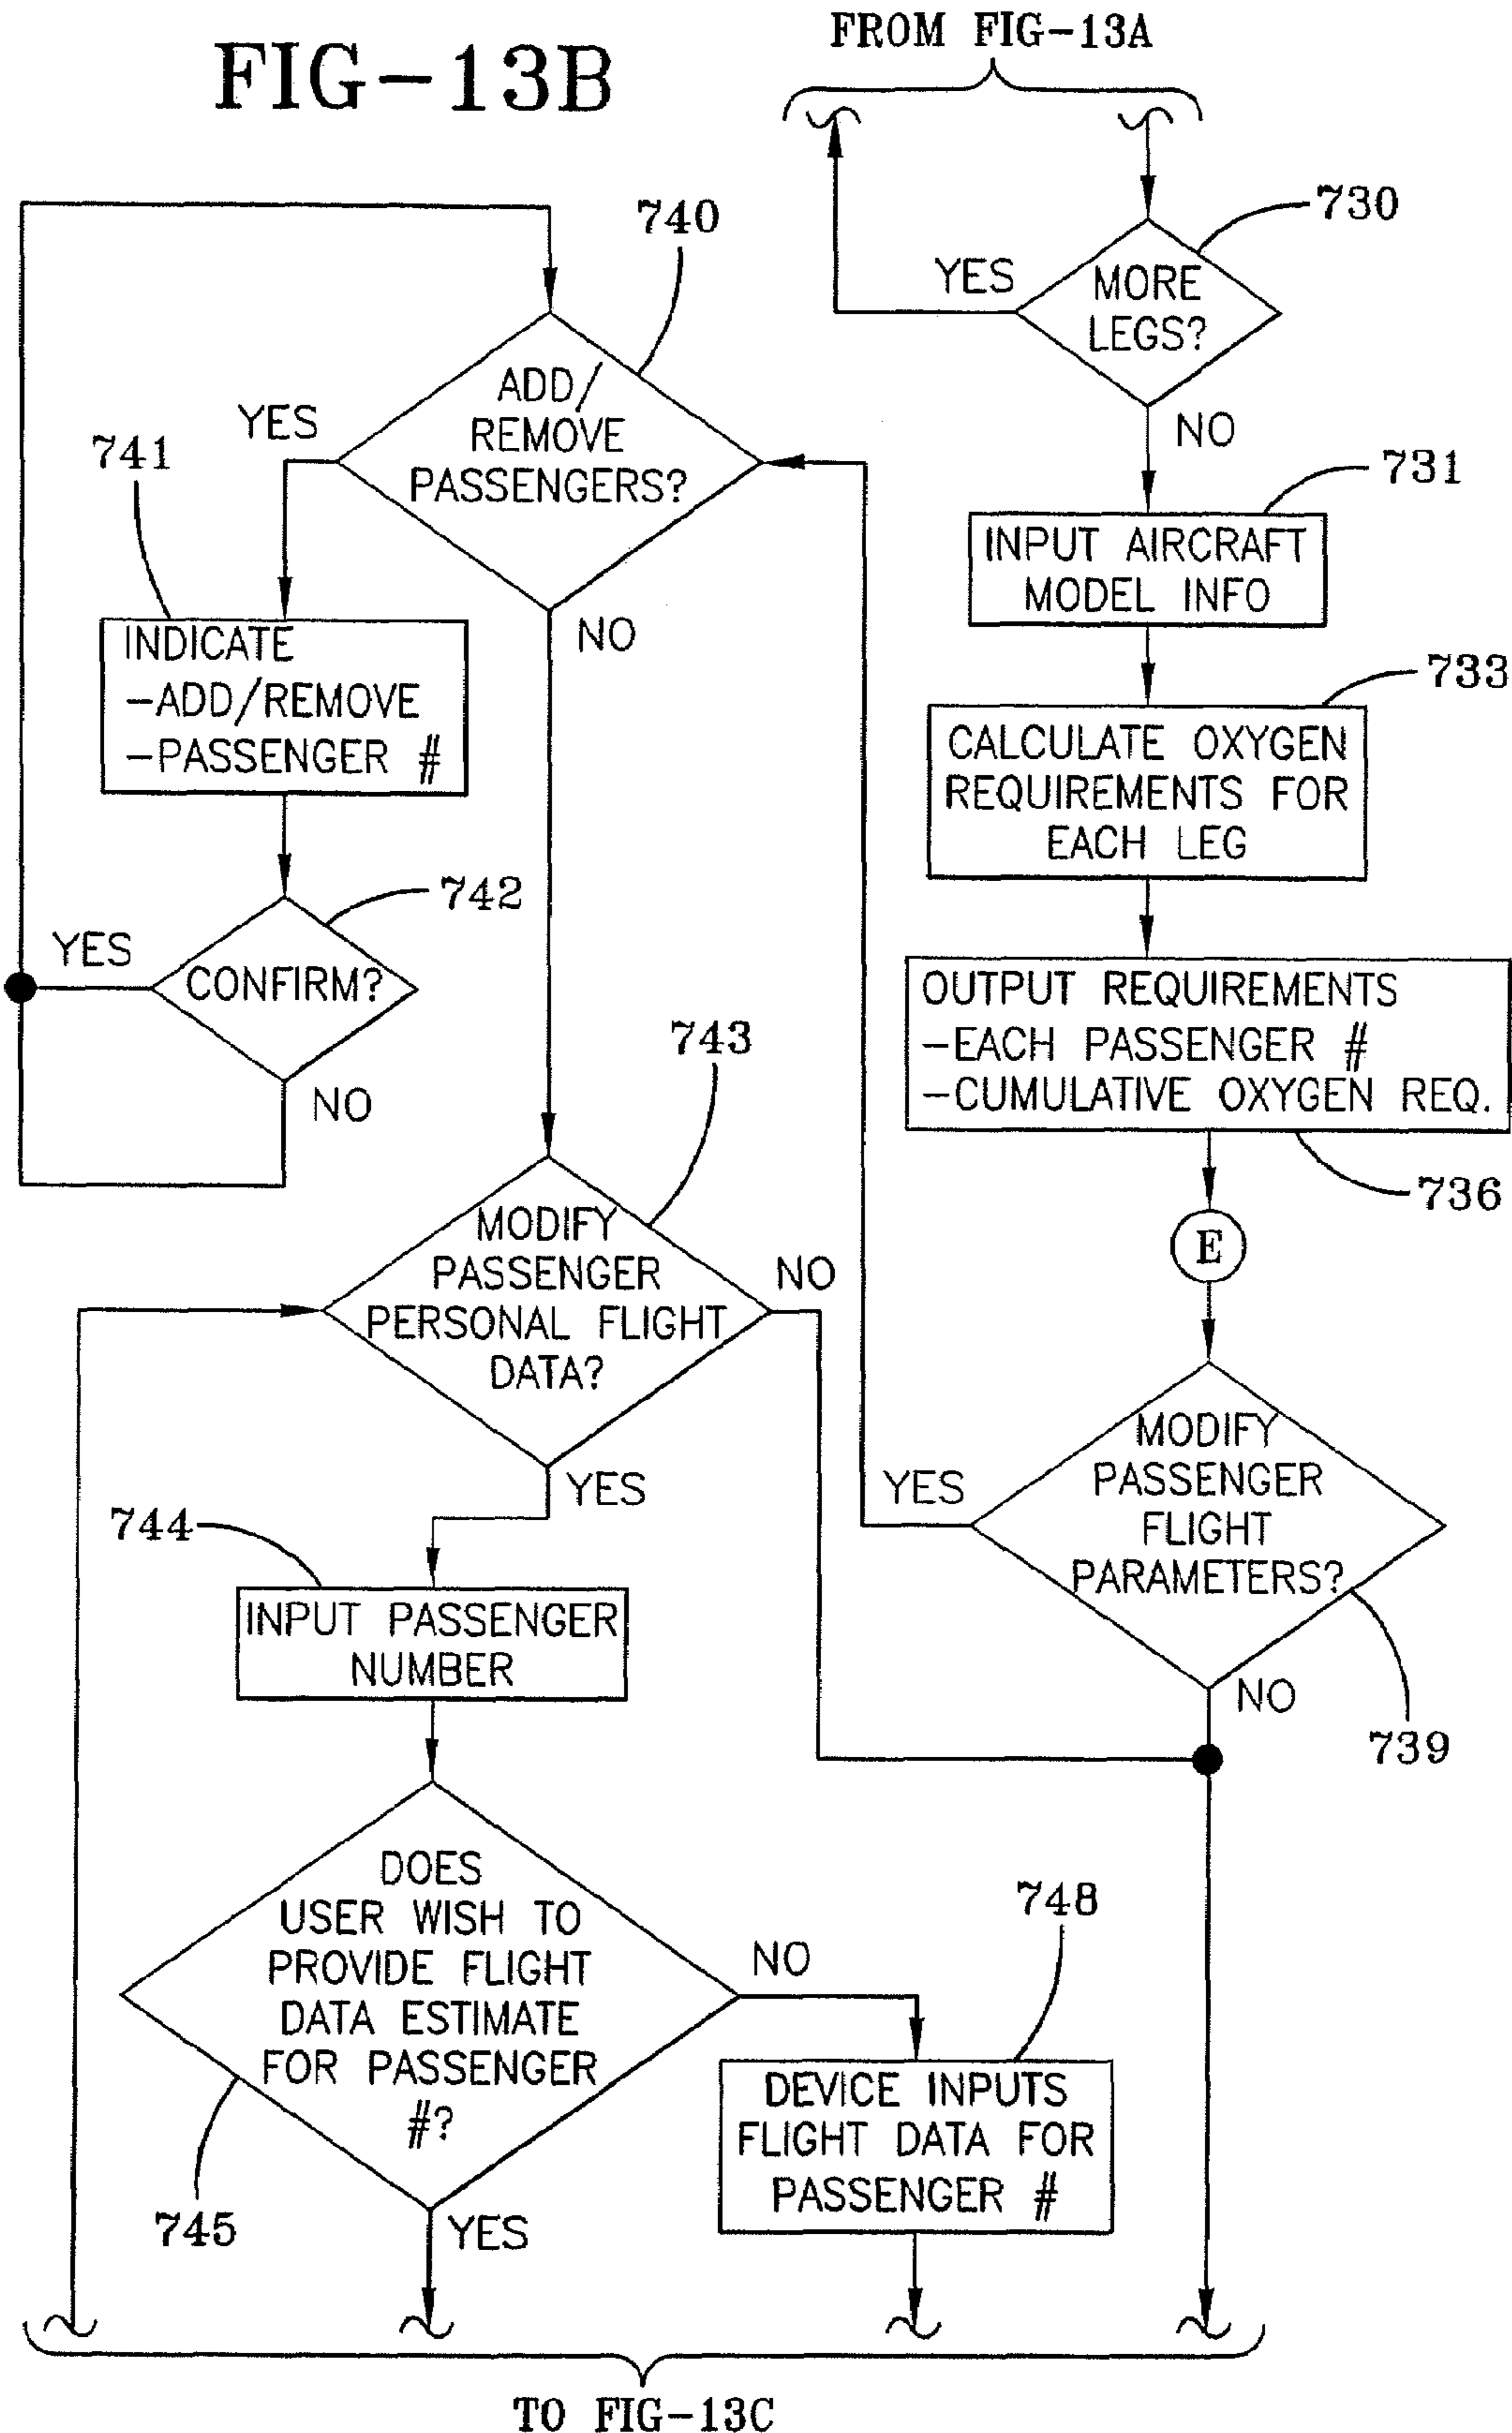 FIG-13B
FROM FIG-13A
730
MORE
LEGS?
YES
NO
731
INPUT AIRCRAFT
MODEL INFO
733
CALCULATE OXYGEN
REQUIREMENTS FOR
EACH LEG
OUTPUT REQUIREMENTS
-EACH PASSENGER #
-CUMULATIVE OXYGEN REQ.
736
E
MODIFY
PASSENGER
FLIGHT
PARAMETERS?
YES
NO
739
740
ADD/
REMOVE
PASSENGERS?
YES
NO
741
INDICATE
-ADD/REMOVE
-PASSENGER #
742
CONFIRM?
YES
NO
743
MODIFY
PASSENGER
PERSONAL FLIGHT
DATA?
NO
YES
744
INPUT PASSENGER
NUMBER
DOES
USER WISH TO
PROVIDE FLIGHT
DATA ESTIMATE
FOR PASSENGER
#?
745
NO
YES
748
DEVICE INPUTS
FLIGHT DATA FOR
PASSENGER #
TO FIG-13C